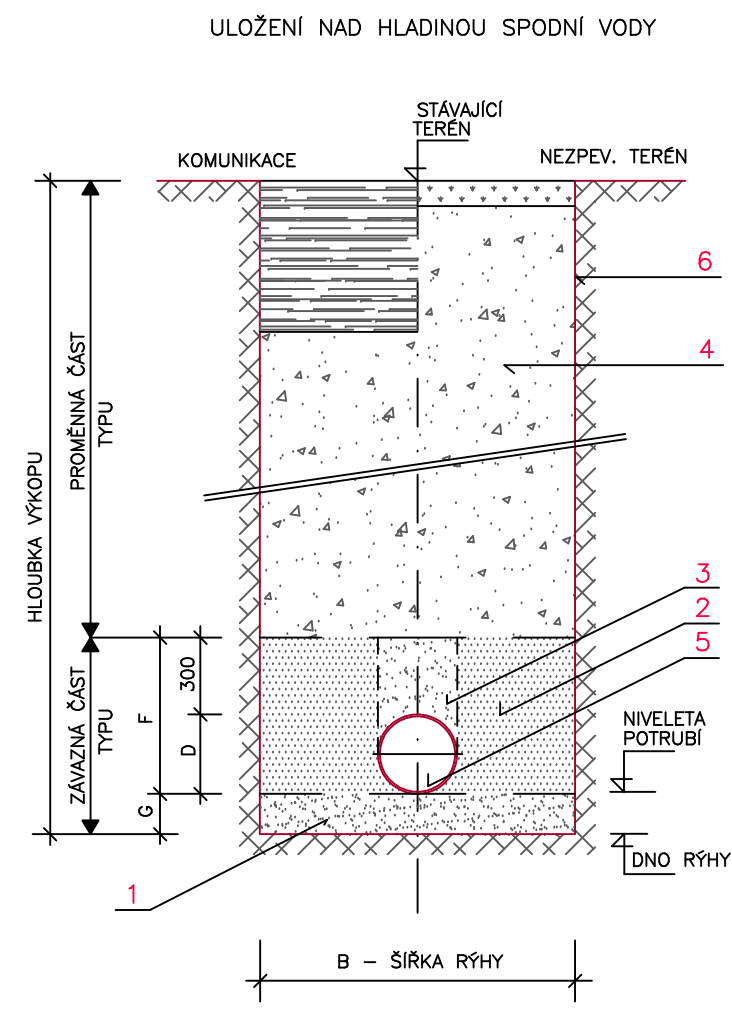 ULOŽENÍ NAD HLADINOU SPODNÍ VODY
STÁVAJÍCÍ
TERÉN
KOMUNIKACE
NEZPEV. TERÉN
6
4
PROMĚNNÁ ČÁST
TYPU
HLOUBKA VÝKOPU
3
2
5
ZÁVAZNÁ ČÁST
TYPU
F
300
D
G
NIVELETA
POTRUBÍ
DNO RÝHY
1
B – ŠÍŘKA RÝHY